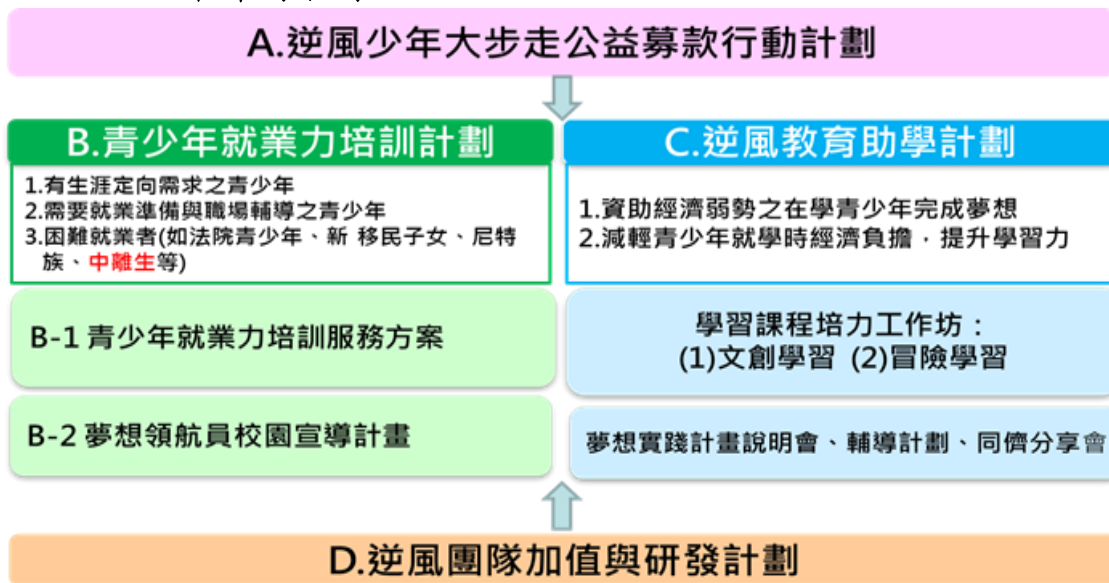 A.逆風少年大步走公益募款行動計劃
B.青少年就業力培訓計劃
1.有生涯定向需求之青少年
2.需要就業準備與職場輔導之青少年
3.困難就業者(如法院青少年、新 移民子女、尼特
族、中離生等)
B-1 青少年就業力培訓服務方案
B-2 夢想領航員校園宣導計畫
C.逆風教育助學計劃
1.資助經濟弱勢之在學青少年完成夢想
2.減輕青少年就學時經濟負擔，提升學習力
學習課程培力工作坊：
(1)文創學習 (2)冒險學習
夢想實踐計畫說明會、輔導計劃、同儕分享會
D.逆風團隊加值與研發計劃